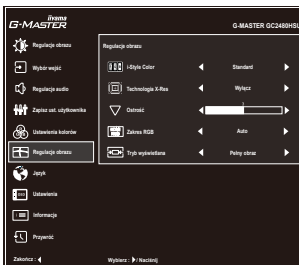 iiyama
G-MASTER
G-MASTER GC2480HSU
Regulacje obrazu
Wybór wejść
Regulacje audio
Zapisz ust. użytkownika
Ustawienia kolorów
Regulacje obrazu
Język
OSD Ustawienia
Informacje
Przywróć
Regulacje obrazu
i-Style Color Standard
Technologia X-Res Wyłącz
Ostrość
Zakres RGB Auto
Tryb wyświetlania Pełny obraz
Zakończ :
Wybierz : / Naciśnij